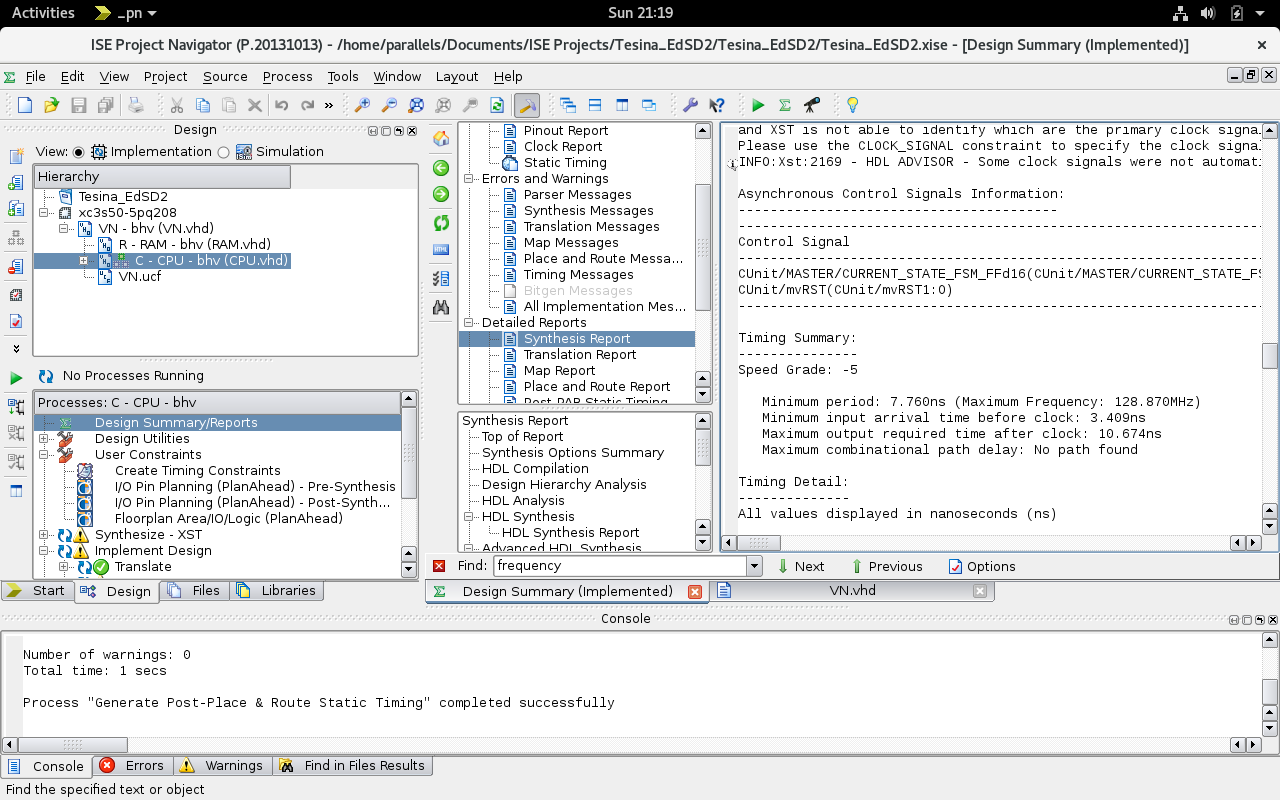 Activities
_pn
Sun 21:19
ISE Project Navigator (P.20131013) - /home/parallels/Documents/ISE Projects/Tesina_EdSD2/Tesina_EdSD2/Tesina_EdSD2.xise - [Design Summary (Implemented)]
File Edit View Project Source Process Tools Window Layout Help
Design
View: Implementation Simulation
Hierarchy
Tesina_EdSD2
xc3s50-5pq208
VN - bhv (VN.vhd)
R - RAM - bhv (RAM.vhd)
C - CPU - bhv (CPU.vhd)
VN.ucf
No Processes Running
Processes: C - CPU - bhv
Design Summary/Reports
Design Utilities
User Constraints
Create Timing Constraints
I/O Pin Planning (PlanAhead) - Pre-Synthesis
I/O Pin Planning (PlanAhead) - Post-Synth...
Floorplan Area/IO/Logic (PlanAhead)
Synthesize - XST
Implement Design
Translate
Start
Design
Files
Libraries
Pinout Report
Clock Report
Static Timing
Errors and Warnings
Parser Messages
Synthesis Messages
Translation Messages
Map Messages
Place and Route Messa...
Timing Messages
Bitgen Messages
All Implementation Mes...
Detailed Reports
Synthesis Report
Translation Report
Map Report
Place and Route Report
Post-PAR Static Timing
Synthesis Report
Top of Report
Synthesis Options Summary
HDL Compilation
Design Hierarchy Analysis
HDL Analysis
HDL Synthesis
HDL Synthesis Report
Advanced HDL Synthesis
and XST is not able to identify which are the primary clock signa
Please use the CLOCK_SIGNAL constraint to specify the clock signa
INFO:Xst:2169 - HDL ADVISOR - Some clock signals were not automati
Asynchronous Control Signals Information:
----------------------------------------
Control Signal
CUnit/MASTER/CURRENT_STATE_FSM_FFd16(CUnit/MASTER/CURRENT_STATE_FS
CUnit/mvRST(CUnit/mvRST1:O)
Timing Summary:
---------------
Speed Grade: -5
Minimum period: 7.760ns (Maximum Frequency: 128.870MHz)
Minimum input arrival time before clock: 3.409ns
Maximum output required time after clock: 10.674ns
Maximum combinational path delay: No path found
Timing Detail:
--------------
All values displayed in nanoseconds (ns)
Find: frequency Next Previous Options
Design Summary (Implemented)
VN.vhd
Console
Number of warnings: 0
Total time: 1 secs
Process "Generate Post-Place & Route Static Timing" completed successfully
Console
Errors
Warnings
Find in Files Results
Find the specified text or object